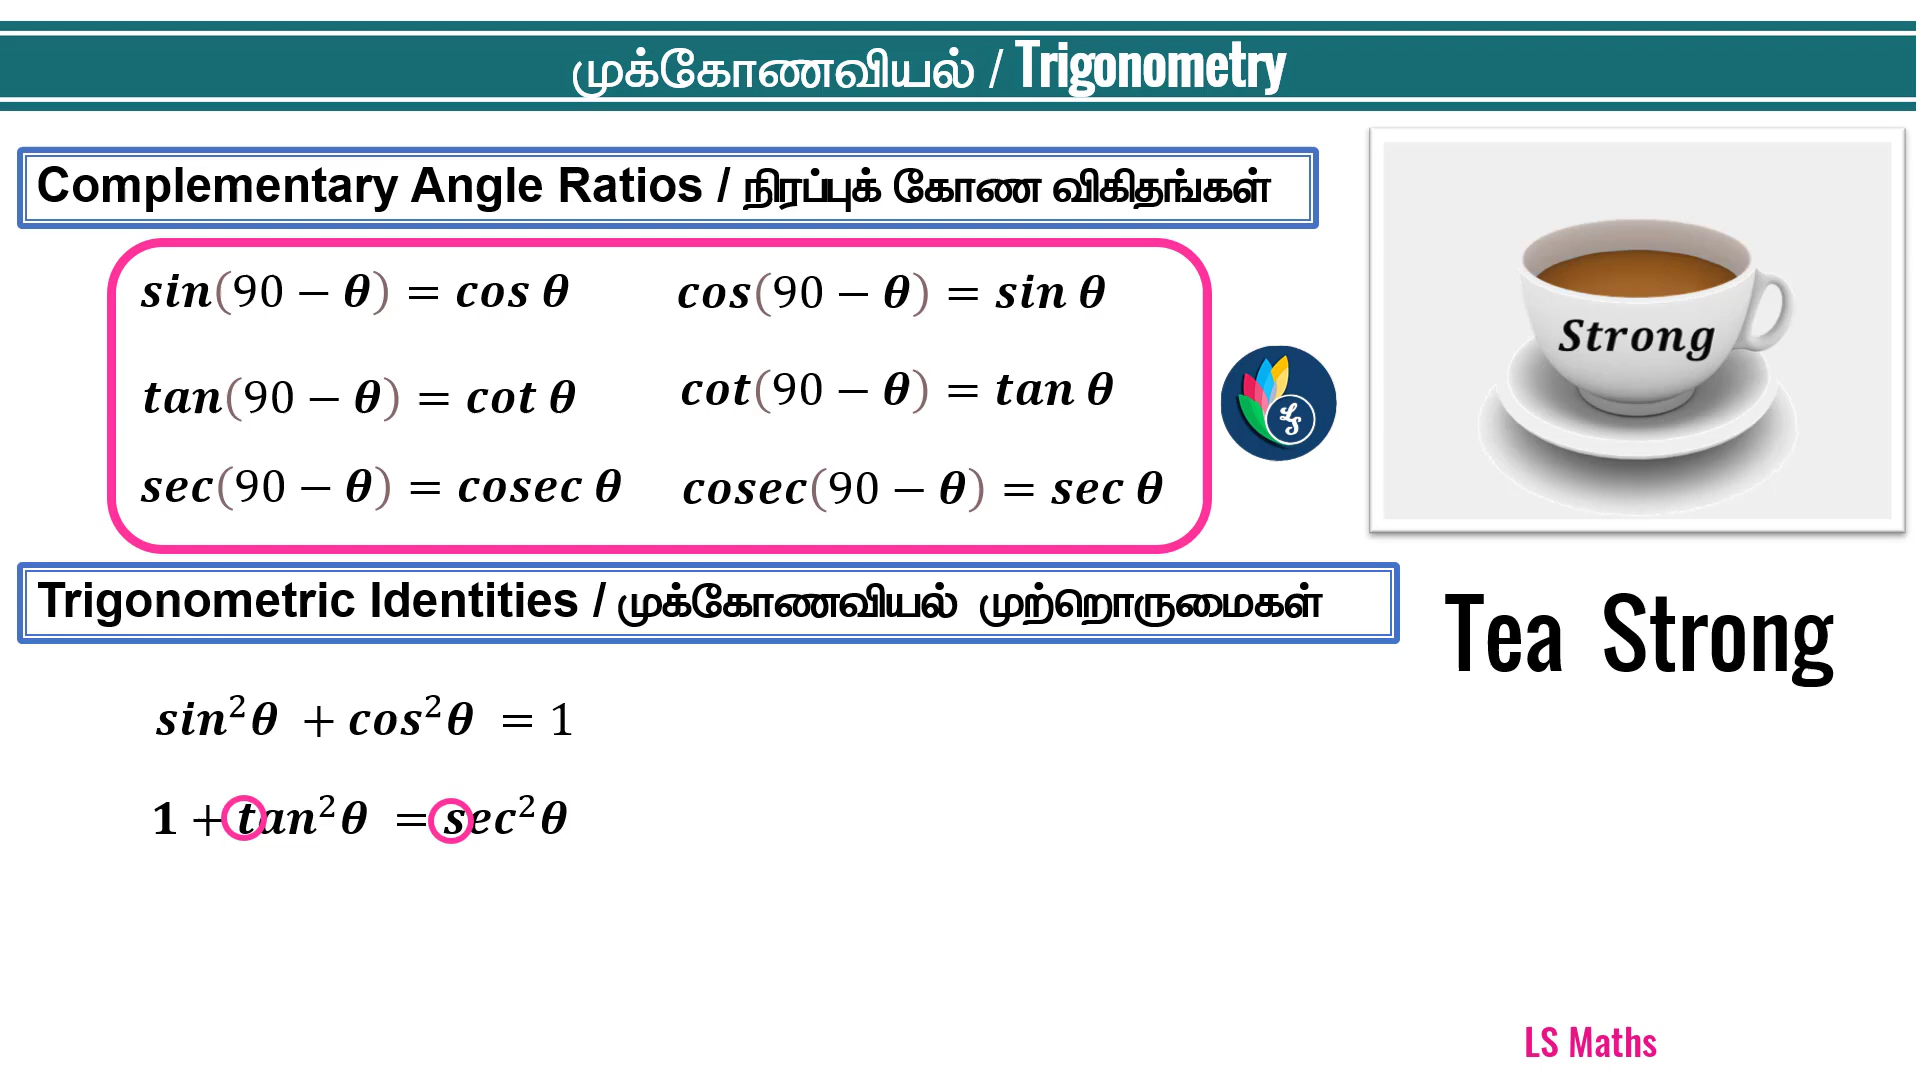 முக்கோணவியல் / Trigonometry
Complementary Angle Ratios / நிரப்புக் கோண விகிதங்கள்
sin(90 − θ) = cos θ
cos(90 − θ) = sin θ
tan(90 − θ) = cot θ
cot(90 − θ) = tan θ
sec(90 − θ) = cosec θ
cosec(90 − θ) = sec θ
LS
Strong
Trigonometric Identities / முக்கோணவியல் முற்றொருமைகள்
Tea Strong
sin²θ + cos²θ = 1
1 + tan²θ = sec²θ
LS Maths